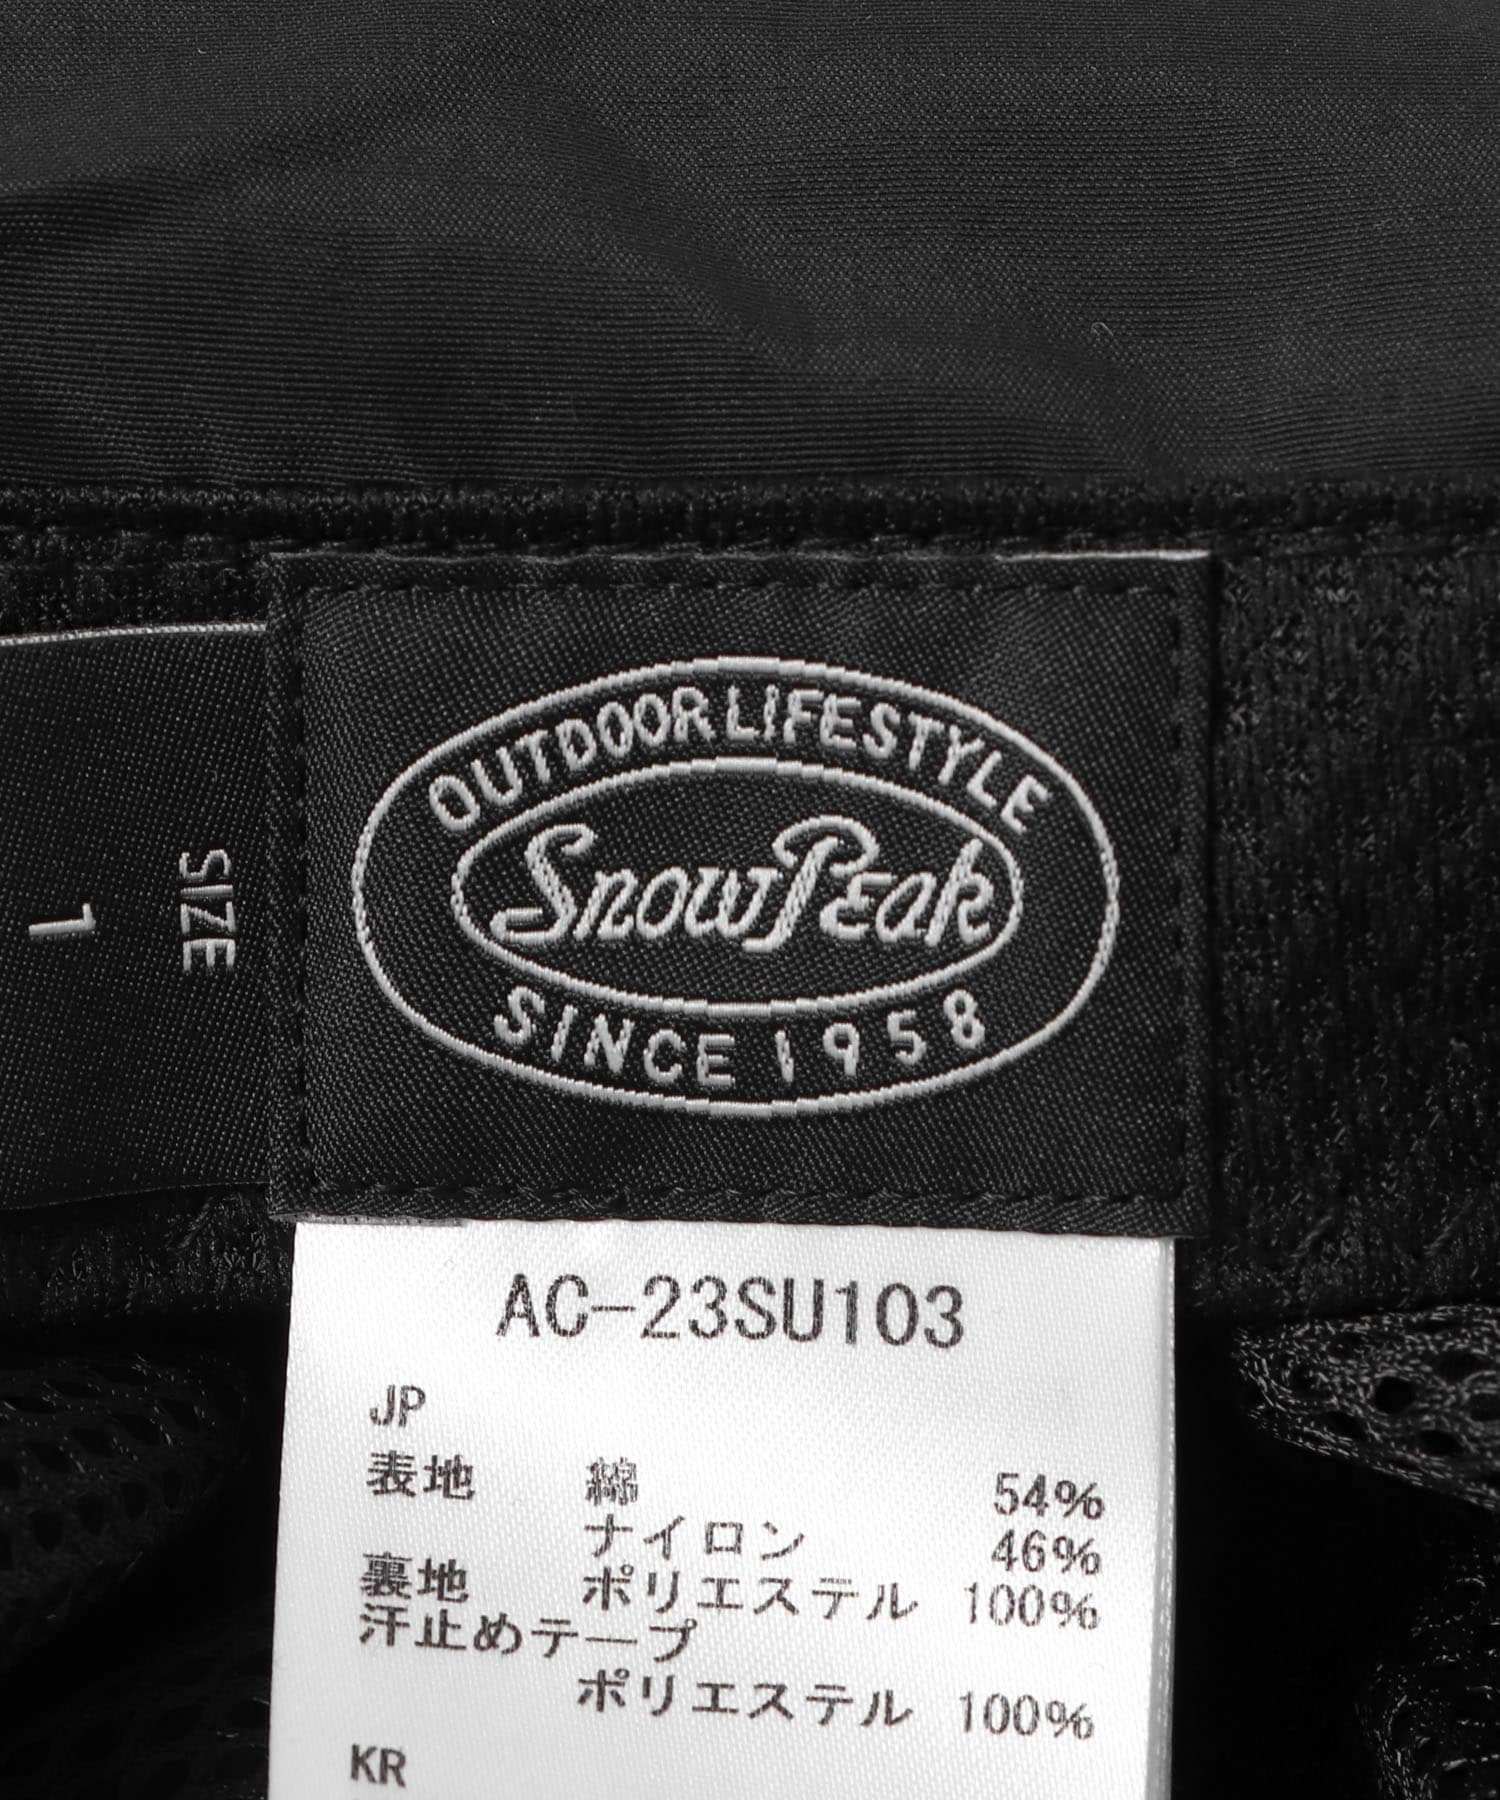 OUTDOOR LIFESTYLE
Snow Peak
SINCE 1958
SIZE
1
AC-23SU103
JP
表地 綿 54%
ナイロン 46%
裏地 ポリエステル 100%
汗止めテープ
ポリエステル 100%
KR